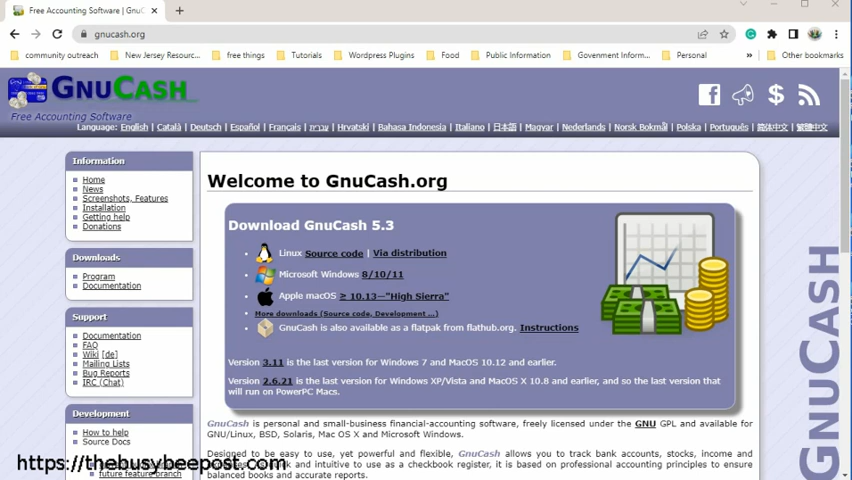 Free Accounting Software | GnuC
gnucash.org
community outreach
New Jersey Resourc...
free things
Tutorials
Wordpress Plugins
Food
Public Information
Govenment Inform...
Personal
»
Other bookmarks
GNUCASH
Free Accounting Software
Language: English | Català | Deutsch | Español | Français | עברית | Hrvatski | Bahasa Indonesia | Italiano | 日本語 | Magyar | Nederlands | Norsk Bokmål | Polska | Português | 简体中文 | 繁體中文
Information
Home
News
Screenshots, Features
Installation
Getting help
Donations
Downloads
Program
Documentation
Support
Documentation
FAQ
Wiki [de]
Mailing Lists
Bug Reports
IRC (Chat)
Development
How to help
Source Docs
future feature branch
Welcome to GnuCash.org
Download GnuCash 5.3
Linux Source code | Via distribution
Microsoft Windows 8/10/11
Apple macOS ≥ 10.13—"High Sierra"
More downloads (Source code, Development ...)
GnuCash is also available as a flatpak from flathub.org. Instructions
Version 3.11 is the last version for Windows 7 and MacOS 10.12 and earlier.
Version 2.6.21 is the last version for Windows XP/Vista and MacOS X 10.8 and earlier, and so the last version that
will run on PowerPC Macs.
GnuCash is personal and small-business financial-accounting software, freely licensed under the GNU GPL and available for
GNU/Linux, BSD, Solaris, Mac OS X and Microsoft Windows.
Designed to be easy to use, yet powerful and flexible, GnuCash allows you to track bank accounts, stocks, income and
quick and intuitive to use as a checkbook register, it is based on professional accounting principles to ensure
balanced books and accurate reports.
GNUCASH
https://thebusybeepost.com